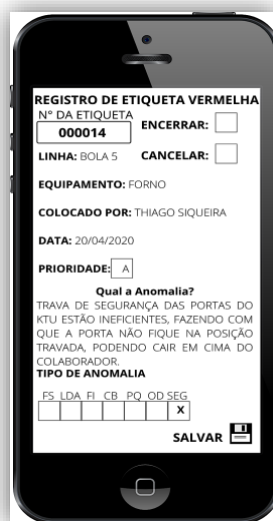 REGISTRO DE ETIQUETA VERMELHA
Nº DA ETIQUETA
000014
ENCERRAR:
LINHA: BOLA 5
CANCELAR:
EQUIPAMENTO: FORNO
COLOCADO POR: THIAGO SIQUEIRA
DATA: 20/04/2020
PRIORIDADE: A
Qual a Anomalia?
TRAVA DE SEGURANÇA DAS PORTAS DO
KTU ESTÃO INEFICIENTES, FAZENDO COM
QUE A PORTA NÃO FIQUE NA POSIÇÃO
TRAVADA, PODENDO CAIR EM CIMA DO
COLABORADOR.
TIPO DE ANOMALIA
FS LDA FI CB PQ OD SEG
X
SALVAR